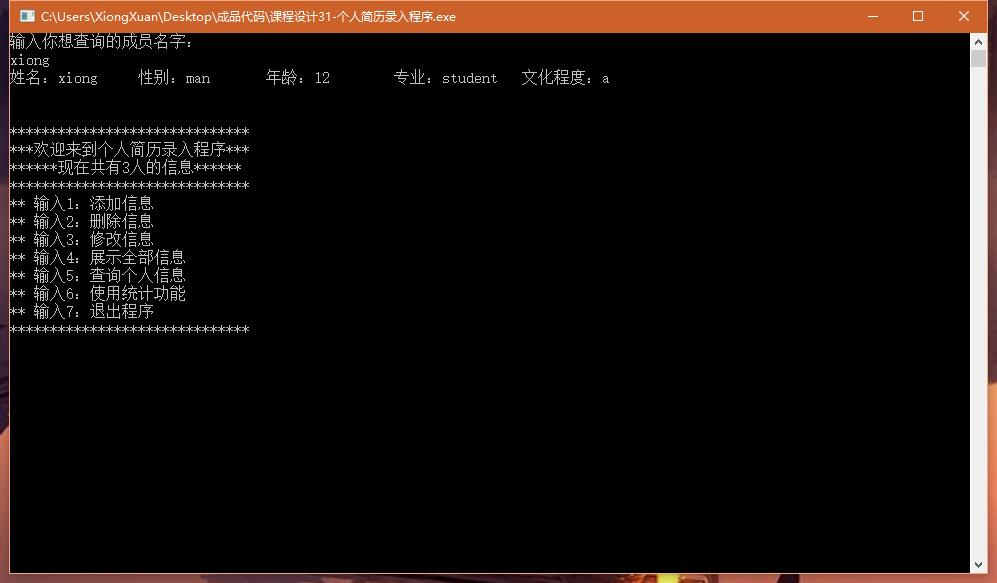 C:\Users\XiongXuan\Desktop\成品代码\课程设计31-个人简历录入程序.exe
输入你想查询的成员名字：
xiong
姓名：xiong 性别：man 年龄：12 专业：student 文化程度：a
******************************
***欢迎来到个人简历录入程序***
******现在共有3人的信息******
******************************
** 输入1：添加信息
** 输入2：删除信息
** 输入3：修改信息
** 输入4：展示全部信息
** 输入5：查询个人信息
** 输入6：使用统计功能
** 输入7：退出程序
******************************